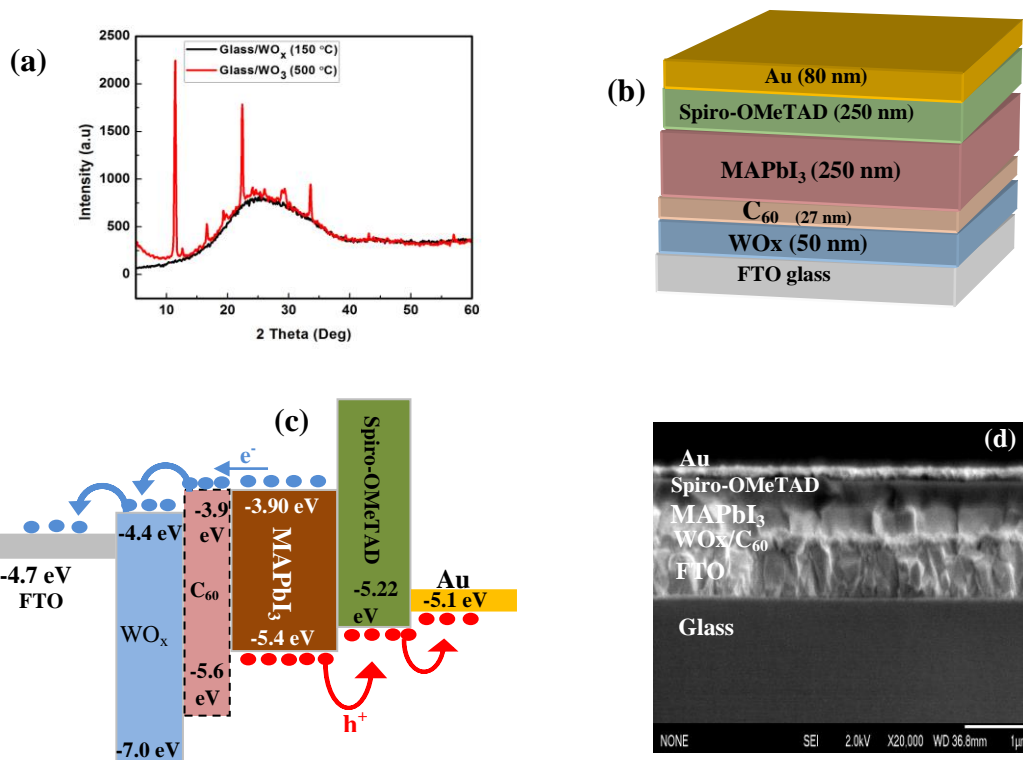 (a)
2500
2000
1500
1000
500
0
Intensity (a.u)
Glass/WOx (150 °C)
Glass/WO3 (500 °C)
10 20 30 40 50 60
2 Theta (Deg)
(b)
Au (80 nm)
Spiro-OMeTAD (250 nm)
MAPbI3 (250 nm)
C60 (27 nm)
WOx (50 nm)
FTO glass
(c)
e-
-4.7 eV
FTO
-4.4 eV
WOx
-7.0 eV
-3.9
eV
C60
-5.6
eV
-3.90 eV
MAPbI3
-5.4 eV
Spiro-OMeTAD
-5.22
eV
Au
-5.1 eV
h+
(d)
Au
Spiro-OMeTAD
MAPbI3
WOx/C60
FTO
Glass
NONE SEI 2.0kV X20,000 WD 36.8mm 1µ